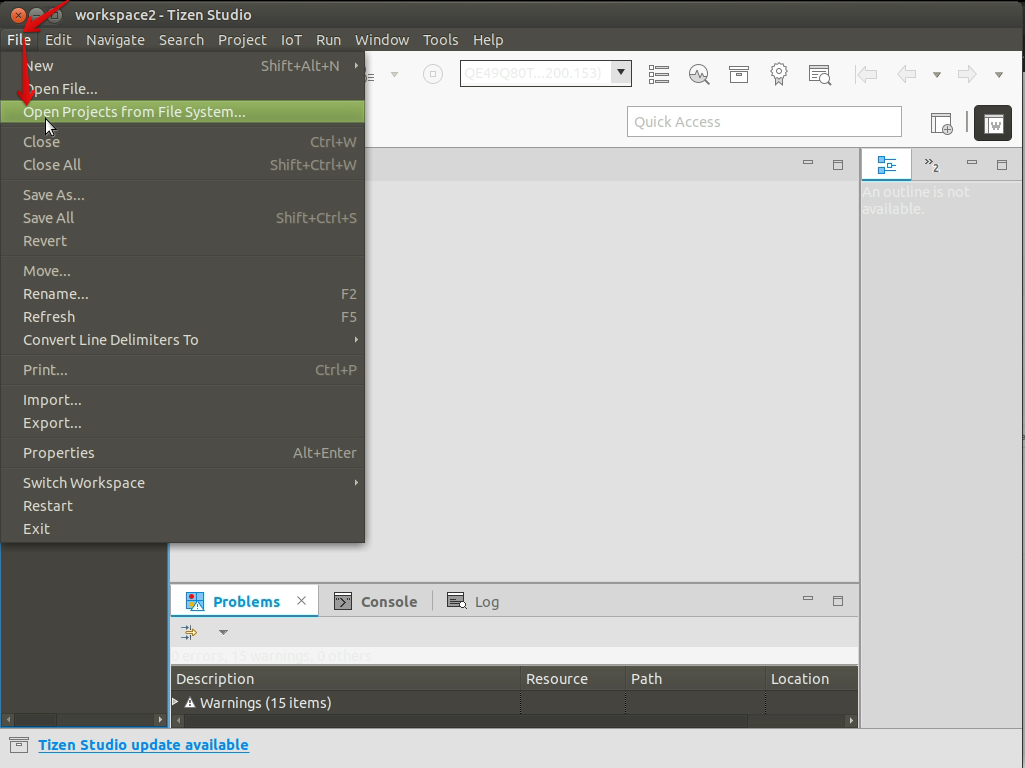 workspace2 - Tizen Studio
File Edit Navigate Search Project IoT Run Window Tools Help
New Shift+Alt+N
Open File...
Open Projects from File System...
Close Ctrl+W
Close All Shift+Ctrl+W
Save As...
Save All Shift+Ctrl+S
Revert
Move...
Rename... F2
Refresh F5
Convert Line Delimiters To
Print... Ctrl+P
Import...
Export...
Properties Alt+Enter
Switch Workspace
Restart
Exit
QE49Q80T...200.153)
Quick Access
W
»2
An outline is not
available.
Problems Console Log
0 errors, 15 warnings, 0 others
Description Resource Path Location
Warnings (15 items)
Tizen Studio update available